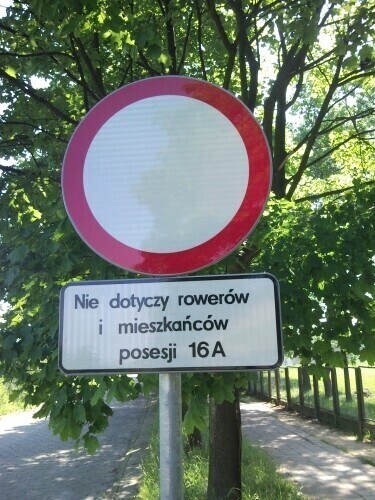 Nie dotyczy rowerów
i mieszkańców
posesji 16A